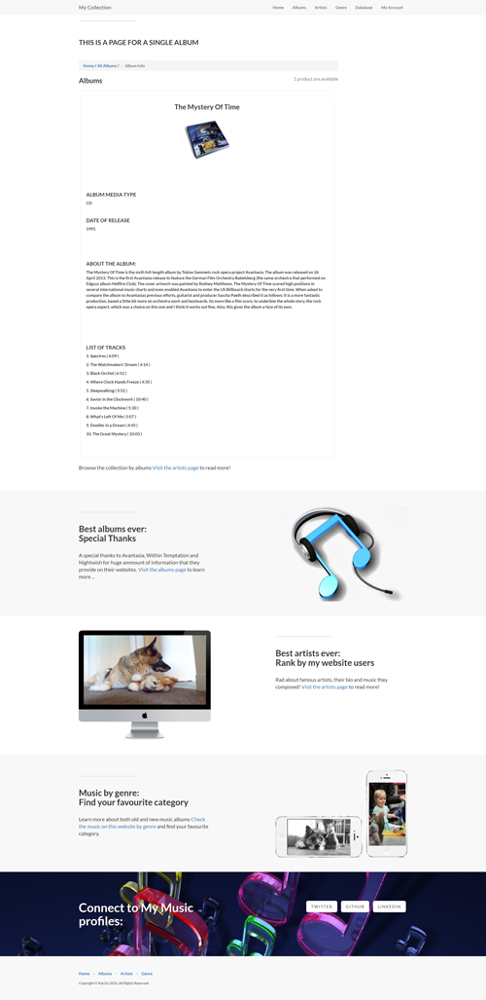 My Collection
Home Albums Artists Genre Database My Account
THIS IS A PAGE FOR A SINGLE ALBUM
Home / All Albums / Album Info
Albums
1 product are available
The Mystery Of Time
ALBUM MEDIA TYPE
CD
DATE OF RELEASE
1991
ABOUT THE ALBUM:
The Mystery Of Time is the sixth full-length album by Tobias Sammets rock opera project Avantasia. The album was released on 26
April 2013. This is the first Avantasia release to feature the German Film Orchestra Babelsberg (the same orchestra that performed on
Edguys album Hellfire Club). The cover artwork was painted by Rodney Matthews. The Mystery Of Time scored high positions in
several international music charts and even enabled Avantasia to enter the US Billboard charts for the very first time. When asked to
compare the album to Avantasias previous efforts, guitarist and producer Sascha Paeth described it as follows: It is a more fantastic
production, based a little bit more on orchestra work and keyboards. Its more like a film score, to underline the whole story, the rock
opera aspect, which was a choice on this one and I think it works out fine. Also, this gives the album a face of its own.
LIST OF TRACKS
1. Spectres ( 6:09 )
2. The Watchmakers' Dream ( 4:14 )
3. Black Orchid ( 6:52 )
4. Where Clock Hands Freeze ( 4:35 )
5. Sleepwalking ( 3:52 )
6. Savior in the Clockwork ( 10:40 )
7. Invoke the Machine ( 5:30 )
8. What's Left Of Me ( 5:07 )
9. Dweller in a Dream ( 4:45 )
10. The Great Mystery ( 10:03 )
Browse the collection by albums Visit the artists page to read more!
Best albums ever:
Special Thanks
A special thanks to Avantasia, Within Temptation and
Nightwish for huge ammount of information that they
provide on their websites. Visit the albums page to learn
more ...
Best artists ever:
Rank by my website users
Rad about famous artists, their bio and music they
composed! Visit the artists page to read more!
Music by genre:
Find your favourite category
Learn more about both old and new music albums Check
the music on this website by genre and find your favourite
category.
Connect to My Music
profiles:
TWITTER GITHUB LINKEDIN
Home - Albums - Artists - Genre
Copyright © Kat Go 2016. All Rights Reserved